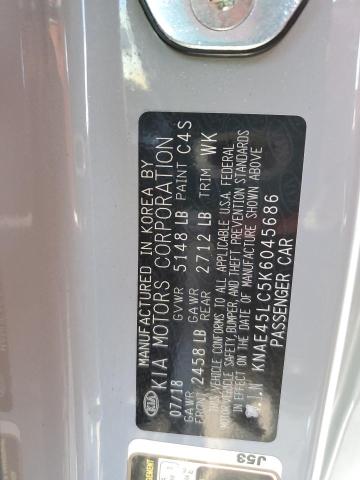 MANUFACTURED IN KOREA BY
KIA MOTORS CORPORATION
07/18 GVWR 5148 LB PAINT C4S
GAWR FRONT 2458 LB GAWR REAR 2712 LB TRIM WK
THIS VEHICLE CONFORMS TO ALL APPLICABLE U.S.A. FEDERAL
MOTOR VEHICLE SAFETY, BUMPER, AND THEFT PREVENTION STANDARDS
IN EFFECT ON THE DATE OF MANUFACTURE SHOWN ABOVE
KNAE45LC5K6045686
PASSENGER CAR
KIA
J53